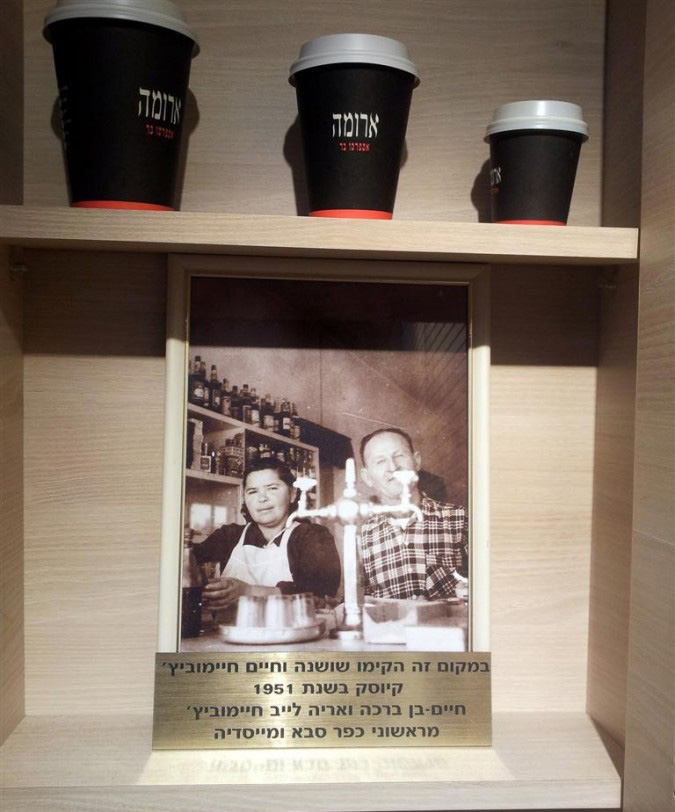 ארומה
אספרסו בר
ארומה
אספרסו בר
במקום זה הקימו שושנה וחיים חיימוביץ'
קיוסק בשנת 1951
חיים-בן ברכה ואריה לייב חיימוביץ'
מראשוני כפר סבא ומייסדיה